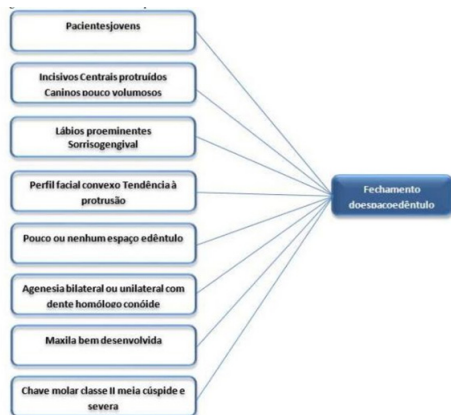 Pacientesjovens
Incisivos Centrais protruídos
Caninos pouco volumosos
Lábios proeminentes
Sorrisogengival
Perfil facial convexo Tendência à
protrusão
Pouco ou nenhum espaço edêntulo
Agenesia bilateral ou unilateral com
dente homólogo conóide
Maxila bem desenvolvida
Chave molar classe II meia cúspide e
severa
Fechamento
doespaçoedêntulo